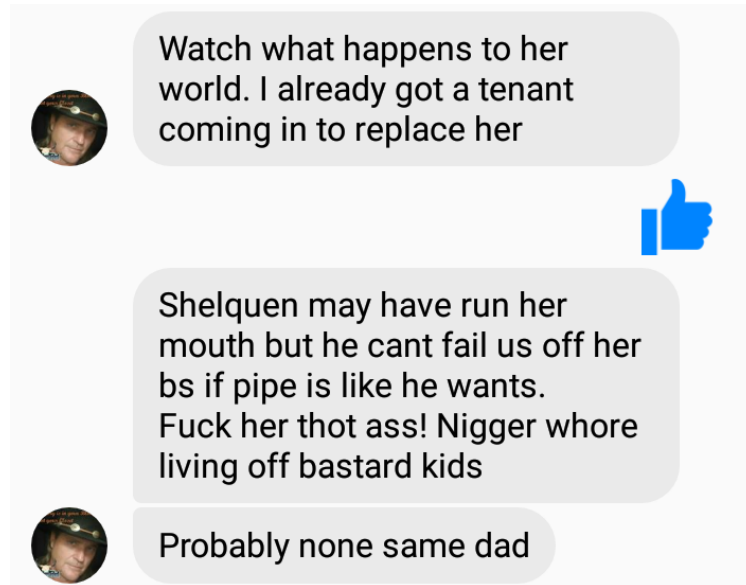 Watch what happens to her
world. I already got a tenant
coming in to replace her
Shelquen may have run her
mouth but he cant fail us off her
bs if pipe is like he wants.
Fuck her thot ass! Nigger whore
living off bastard kids
Probably none same dad